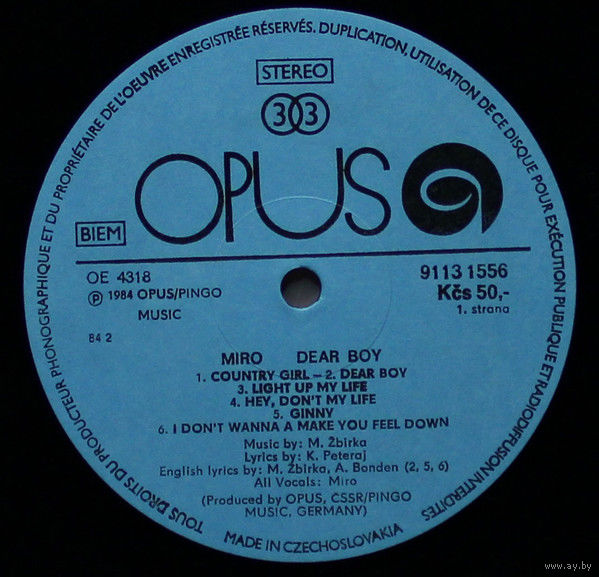 TOUS DROITS DU PRODUCTEUR PHONOGRAPHIQUE ET DU PROPRIÉTAIRE DE L'OEUVRE ENREGISTRÉE RÉSERVÉS. DUPLICATION, UTILISATION DE CE DISQUE POUR EXÉCUTION PUBLIQUE ET RADIODIFFUSION INTERDITES
STEREO
33
OPUS
BIEM
OE 4318
℗ 1984 OPUS/PINGO
MUSIC
84 2
9113 1556
Kčs 50,-
1. strana
MIRO DEAR BOY
1. COUNTRY GIRL – 2. DEAR BOY
3. LIGHT UP MY LIFE
4. HEY, DON'T MY LIFE
5. GINNY
6. I DON'T WANNA A MAKE YOU FEEL DOWN
Music by: M. Žbirka
Lyrics by: K. Peteraj
English lyrics by: M. Žbirka, A. Bonden (2, 5, 6)
All Vocals: Miro
(Produced by OPUS, CSSR/PINGO
MUSIC, GERMANY)
MADE IN CZECHOSLOVAKIA
www.ay.by